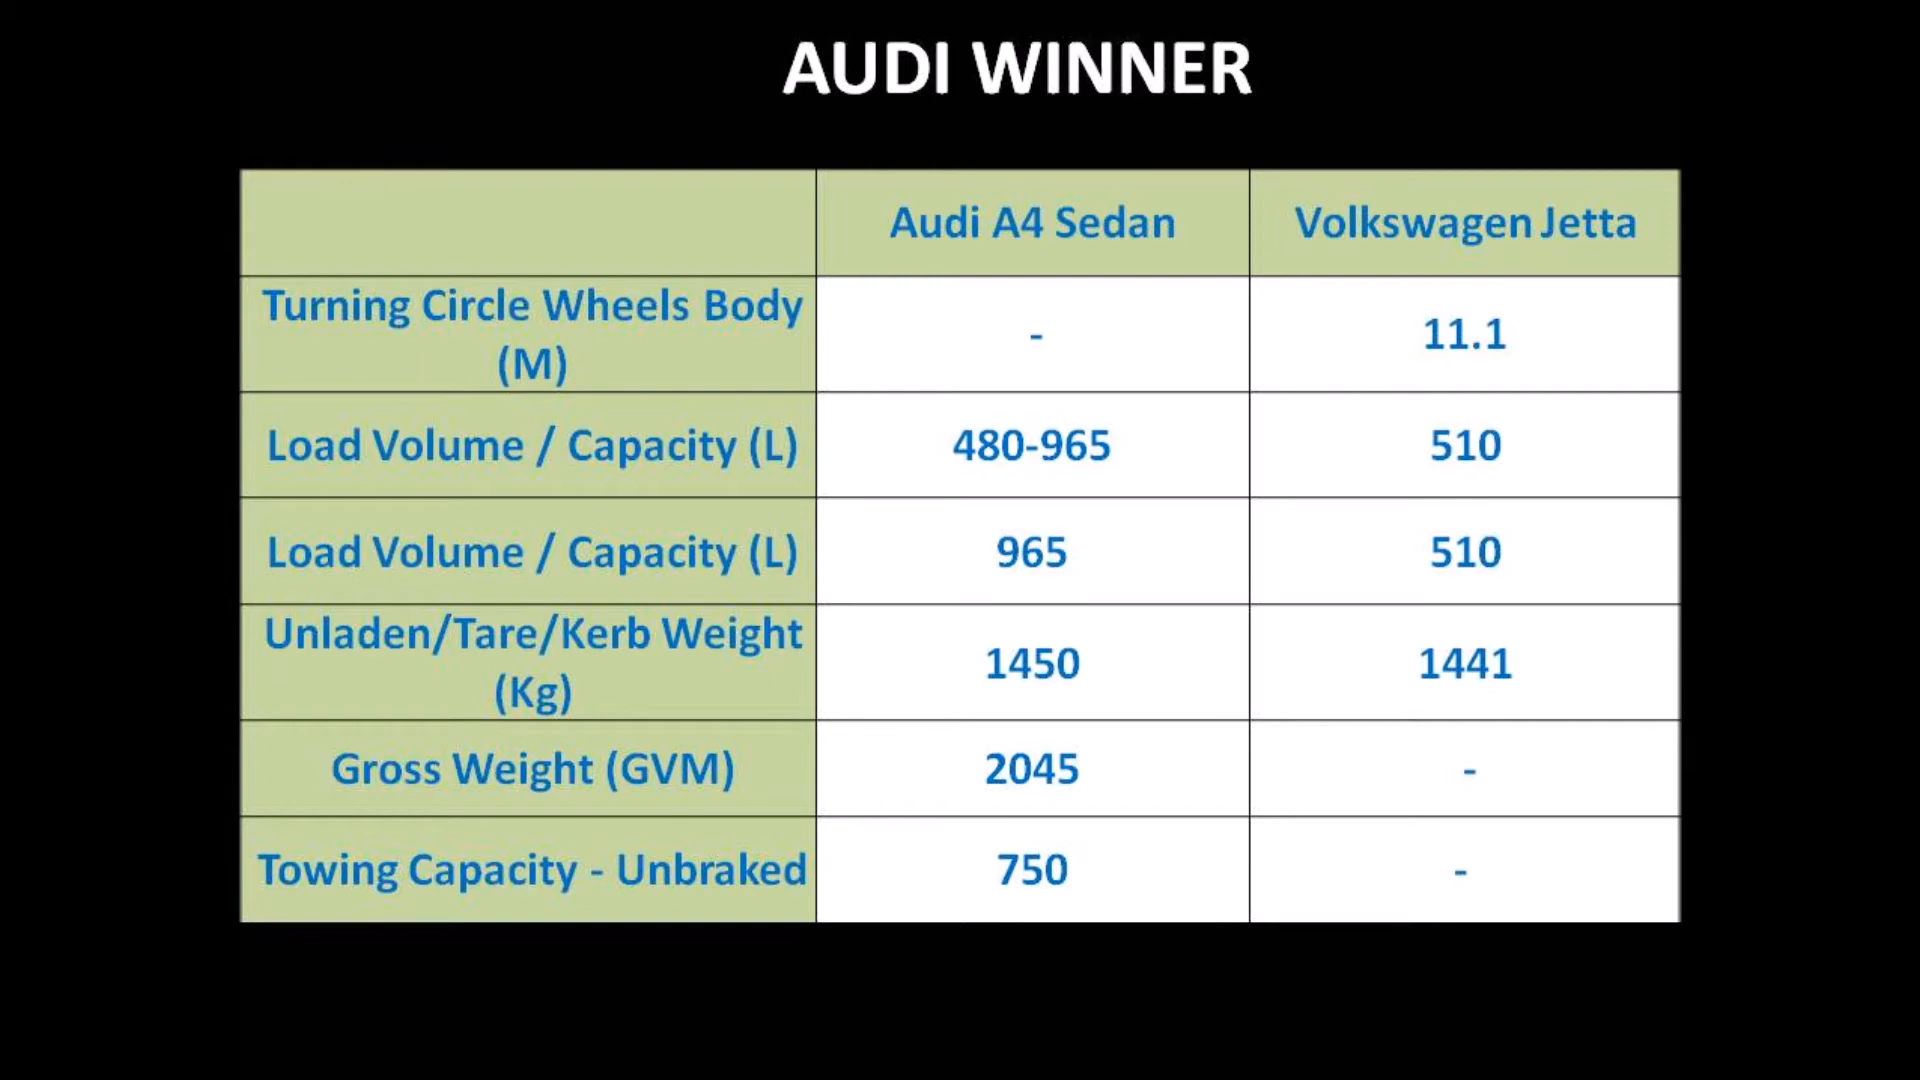 AUDI WINNER
Audi A4 Sedan Volkswagen Jetta
Turning Circle Wheels Body
(M) - 11.1
Load Volume / Capacity (L) 480-965 510
Load Volume / Capacity (L) 965 510
Unladen/Tare/Kerb Weight
(Kg) 1450 1441
Gross Weight (GVM) 2045 -
Towing Capacity - Unbraked 750 -